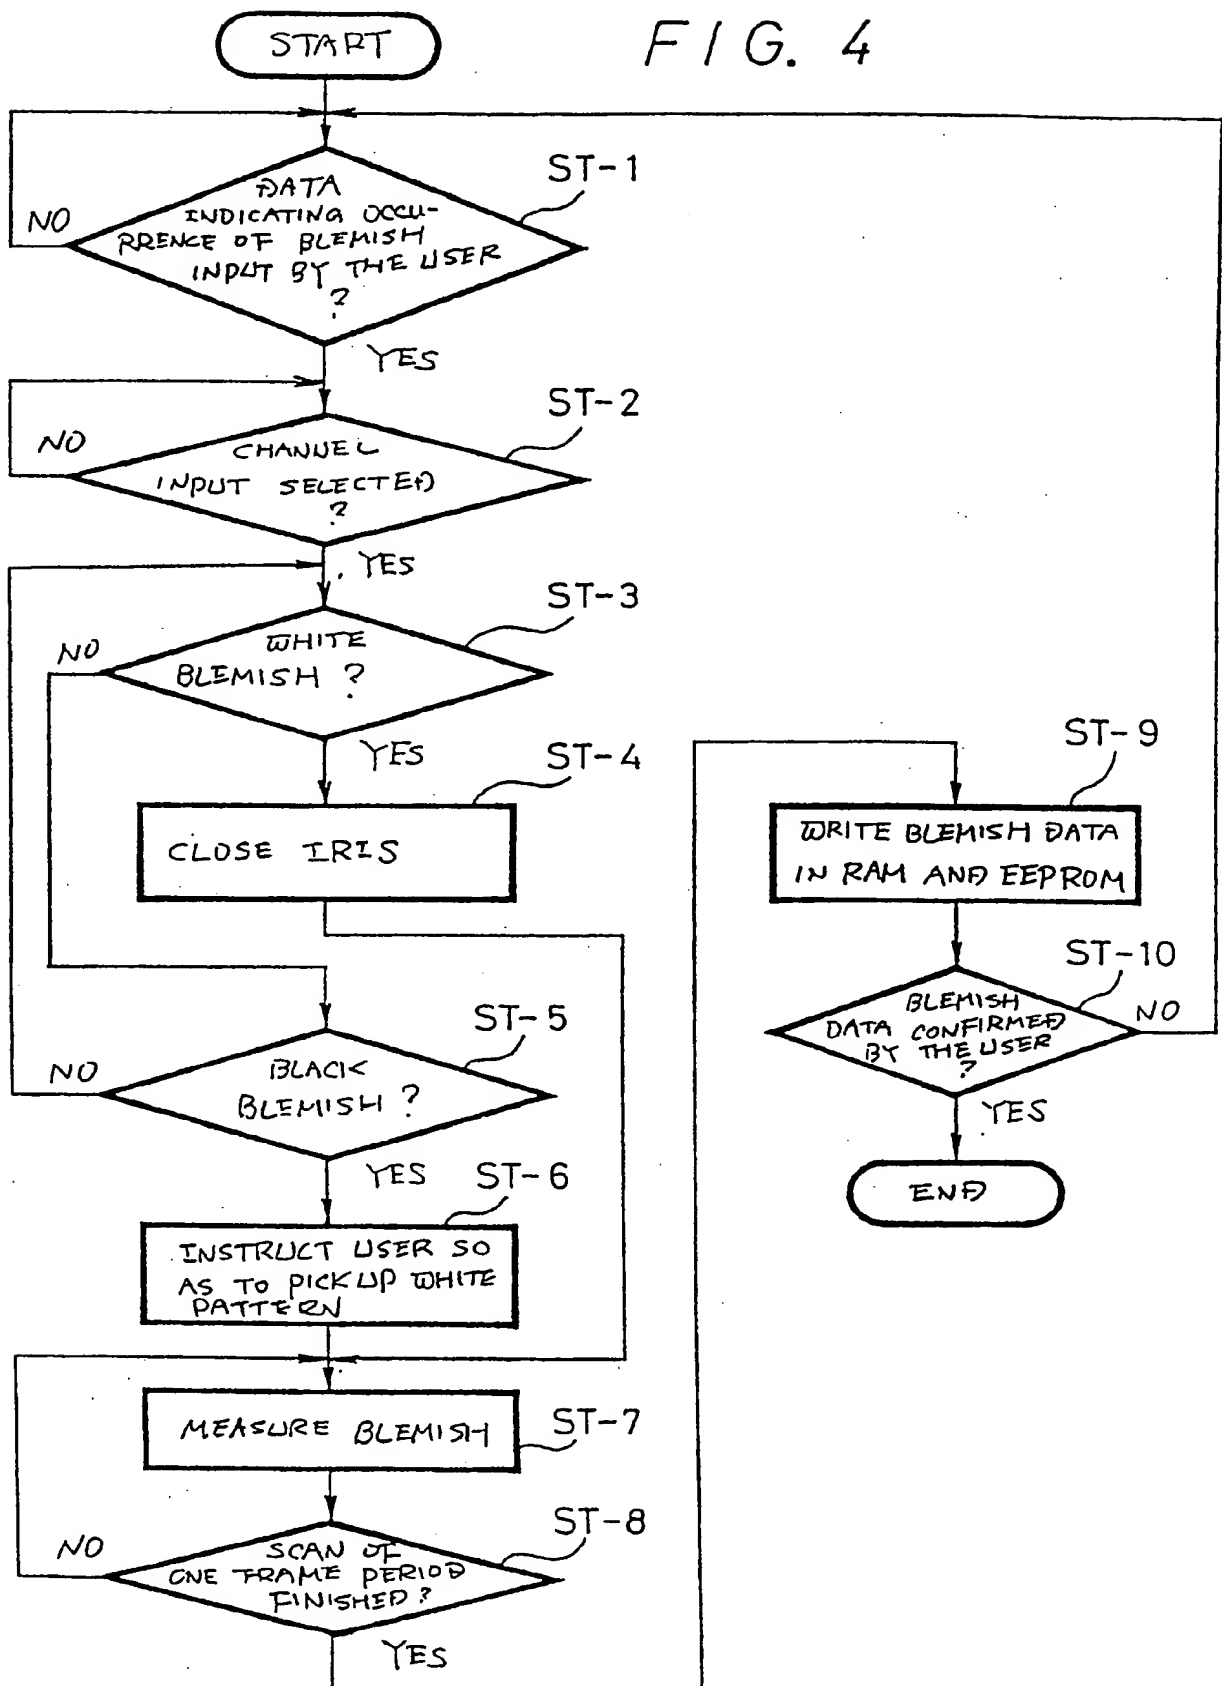 START
FIG. 4
ST-1
DATA
INDICATING OCCU-
RRENCE OF BLEMISH
INPUT BY THE USER
?
NO
YES
ST-2
CHANNEL
INPUT SELECTED
?
NO
YES
ST-3
WHITE
BLEMISH ?
NO
YES
ST-4
CLOSE IRIS
ST-5
BLACK
BLEMISH ?
NO
YES
ST-6
INSTRUCT USER SO
AS TO PICKUP WHITE
PATTERN
MEASURE BLEMISH
ST-7
ST-8
SCAN OF
ONE FRAME PERIOD
FINISHED ?
NO
YES
ST-9
WRITE BLEMISH DATA
IN RAM AND EEPROM
ST-10
BLEMISH
DATA CONFIRMED
BY THE USER
?
NO
YES
END